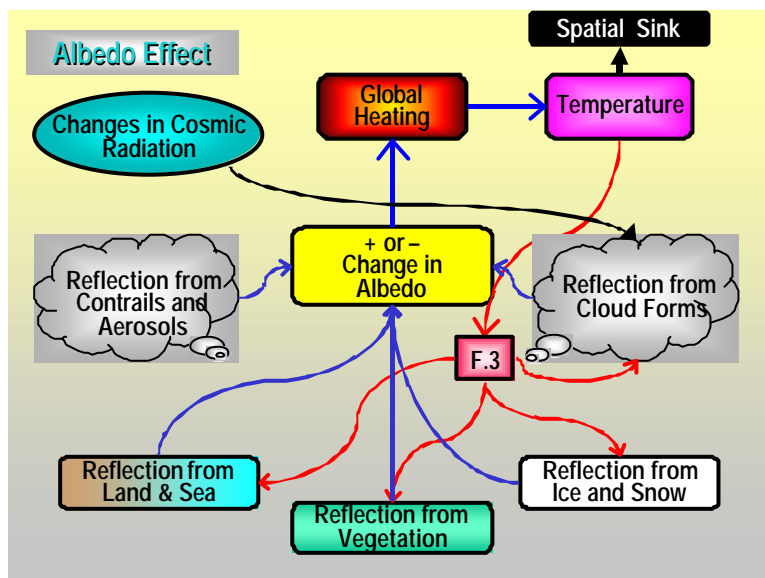 Spatial Sink
Albedo Effect
Global
Heating
Temperature
Changes in Cosmic
Radiation
+ or –
Change in
Albedo
Reflection from
Contrails and
Aerosols
Reflection from
Cloud Forms
F.3
Reflection from
Land & Sea
Reflection from
Ice and Snow
Reflection from
Vegetation